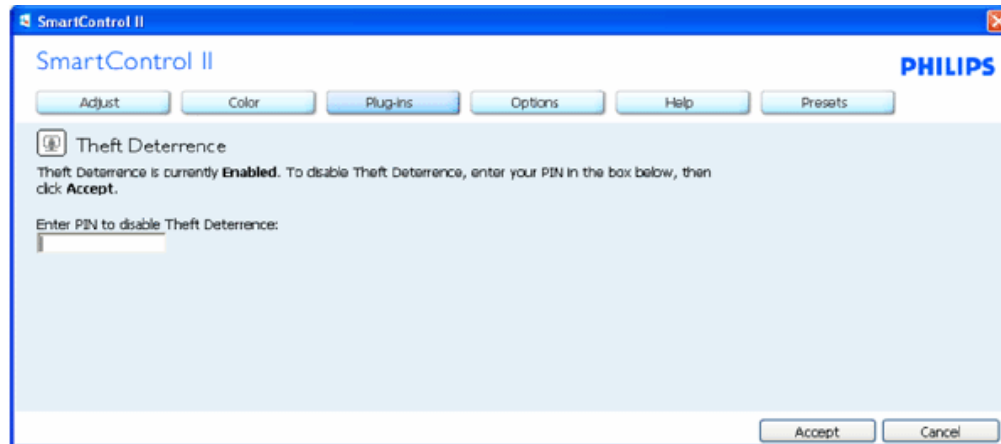 SmartControl II
SmartControl II
PHILIPS
Adjust Color Plug-ins Options Help Presets
Theft Deterrence
Theft Deterrence is currently Enabled. To disable Theft Deterrence, enter your PIN in the box below, then
click Accept.
Enter PIN to disable Theft Deterrence:
Accept Cancel